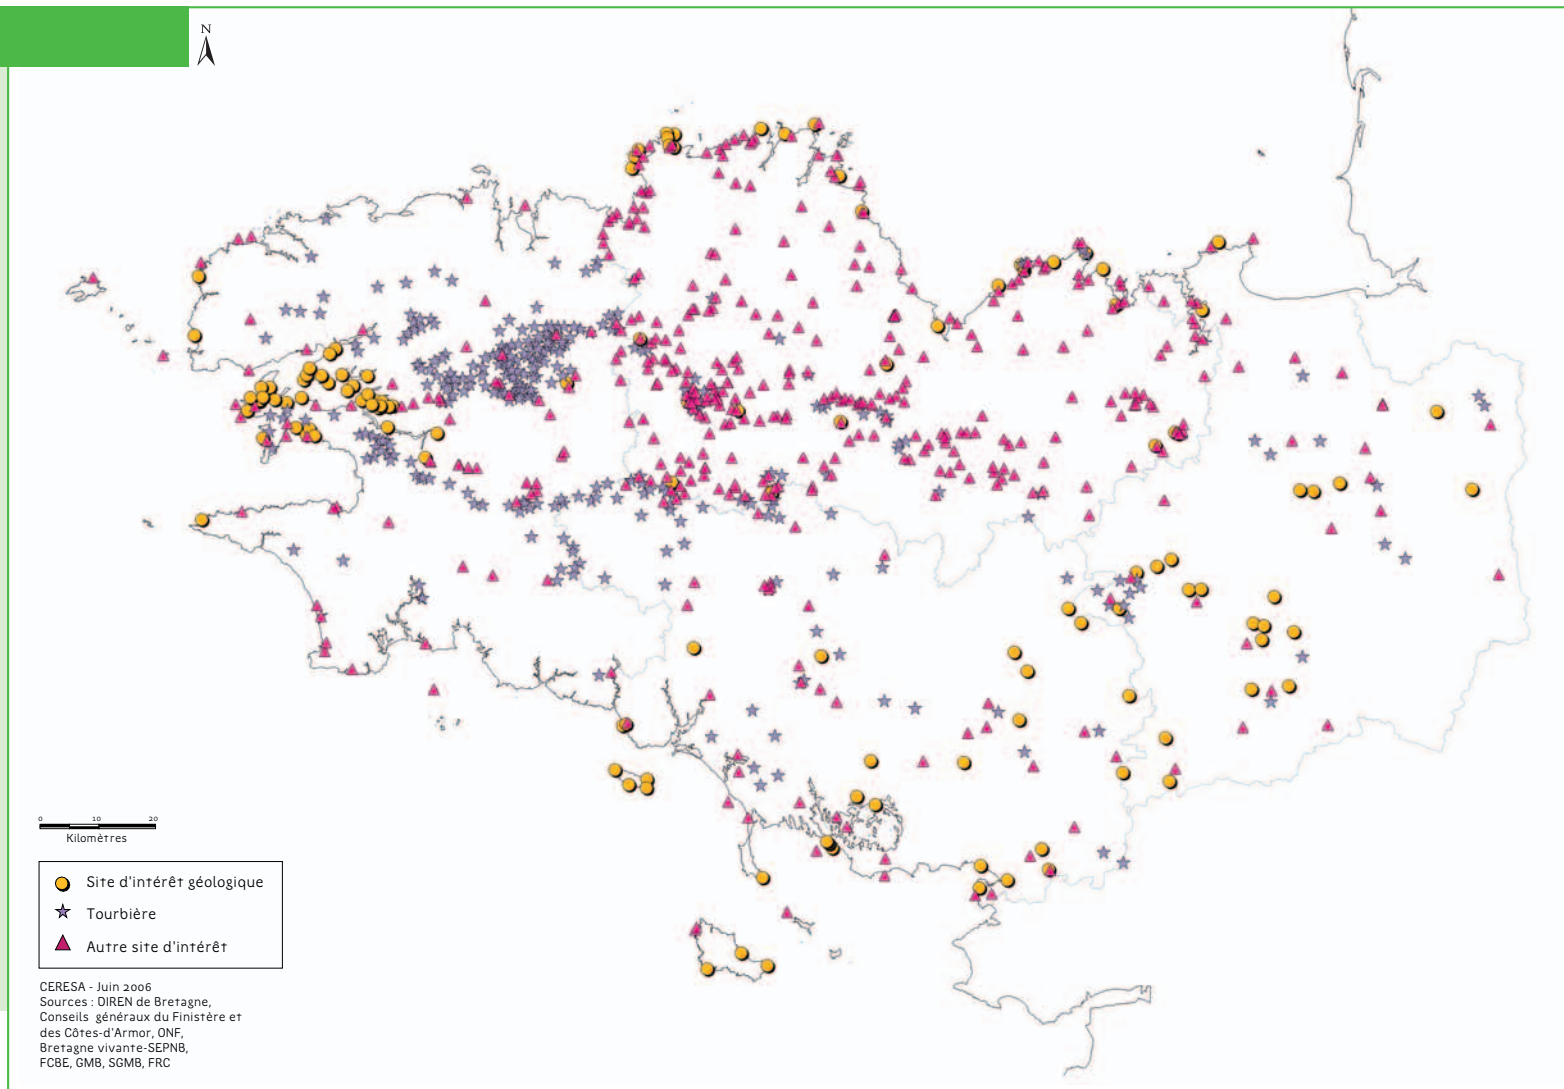 N
0 10 20
Kilomètres
Site d'intérêt géologique
Tourbière
Autre site d'intérêt
CERESA - Juin 2006
Sources : DIREN de Bretagne,
Conseils généraux du Finistère et
des Côtes-d'Armor, ONF,
Bretagne vivante-SEPNB,
FCBE, GMB, SGMB, FRC